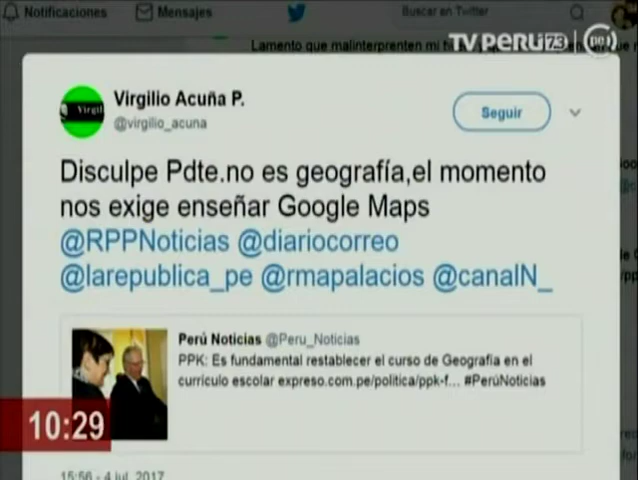 Notificaciones
Mensajes
Buscar en Twitter
Lamento que malinterpreten mi
TV PERÚ 7.3
Virgilio Acuña P.
@virgilio_acuna
Seguir
Disculpe Pdte.no es geografía,el momento
nos exige enseñar Google Maps
@RPPNoticias @diariocorreo
@larepublica_pe @rmapalacios @canalN_
Perú Noticias @Peru_Noticias
PPK: Es fundamental restablecer el curso de Geografía en el
currículo escolar expreso.com.pe/politica/ppk-f... #PerúNoticias
10:29
15:56 - 4 jul. 2017